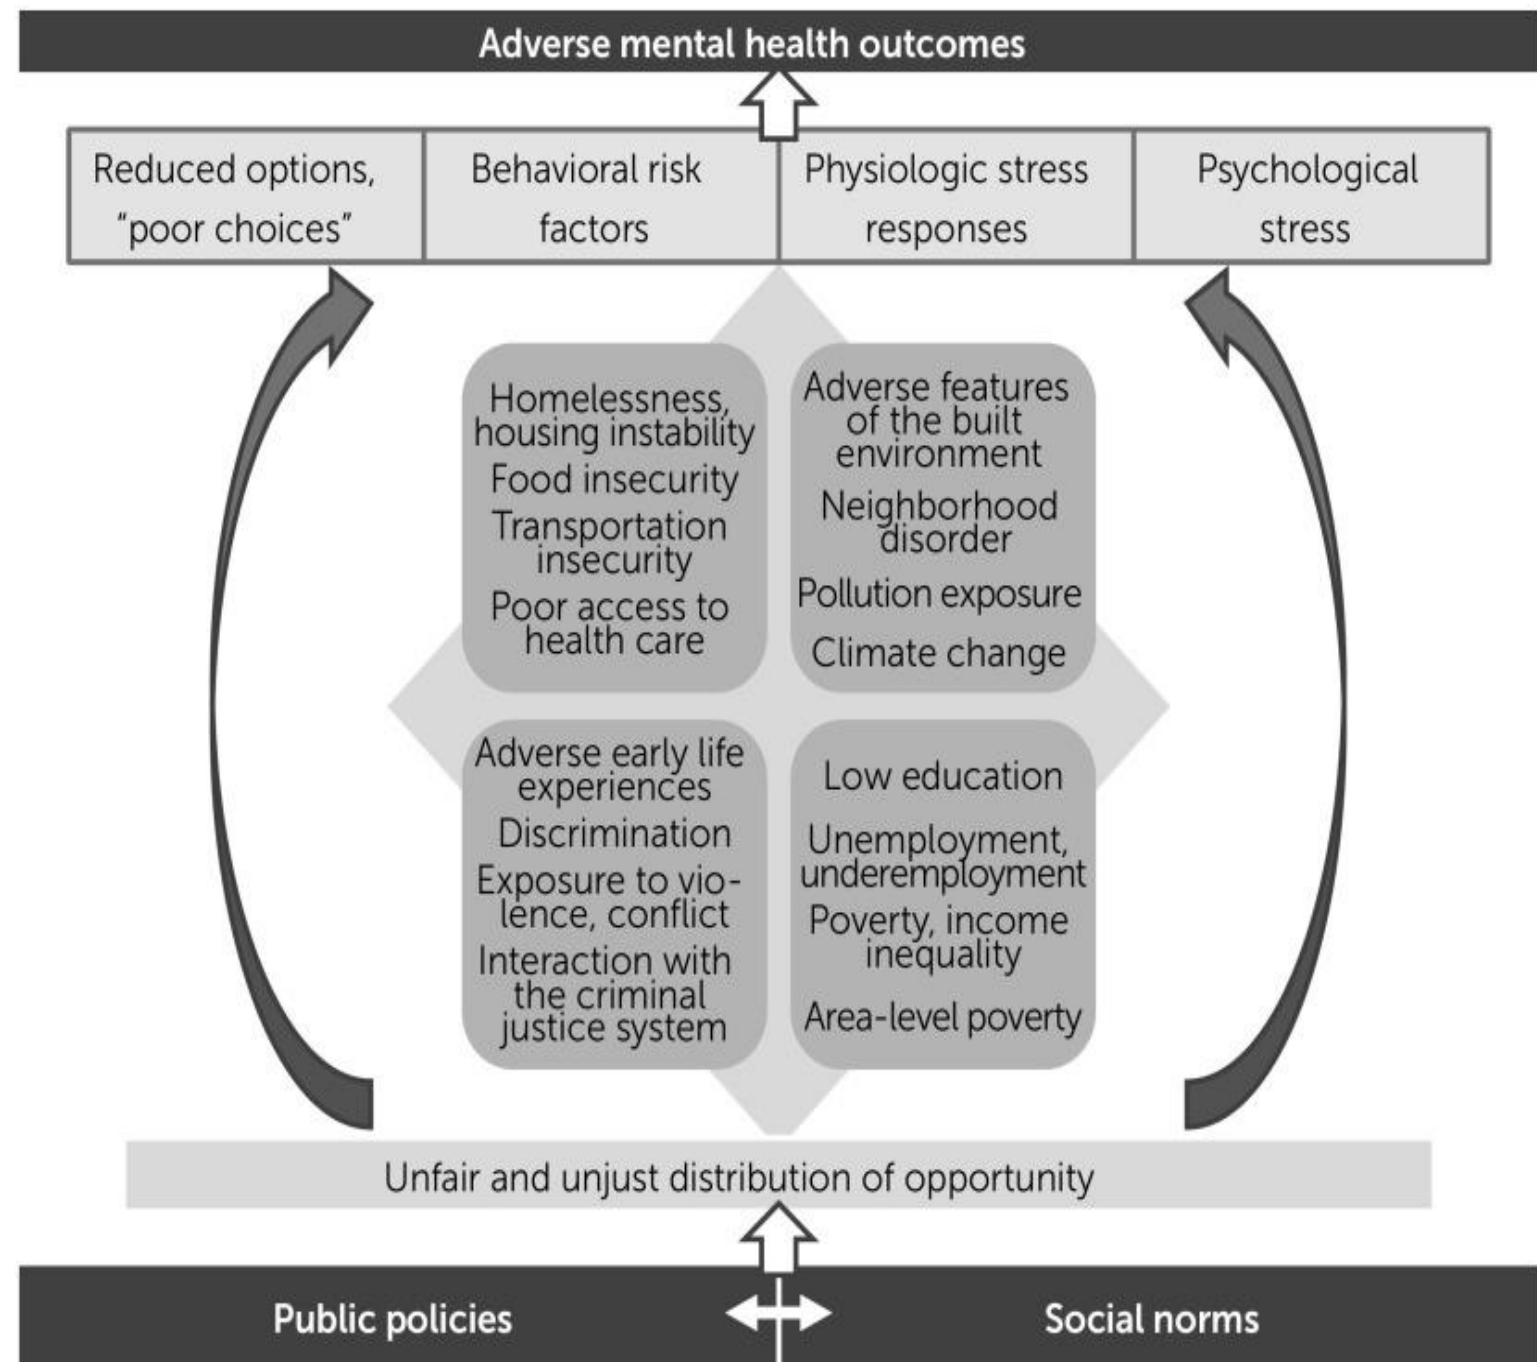 Adverse mental health outcomes
Reduced options,
“poor choices”
Behavioral risk
factors
Physiologic stress
responses
Psychological
stress
Homelessness,
housing instability
Food insecurity
Transportation
insecurity
Poor access to
health care
Adverse features
of the built
environment
Neighborhood
disorder
Pollution exposure
Climate change
Adverse early life
experiences
Discrimination
Exposure to vio-
lence, conflict
Interaction with
the criminal
justice system
Low education
Unemployment,
underemployment
Poverty, income
inequality
Area-level poverty
Unfair and unjust distribution of opportunity
Public policies
Social norms